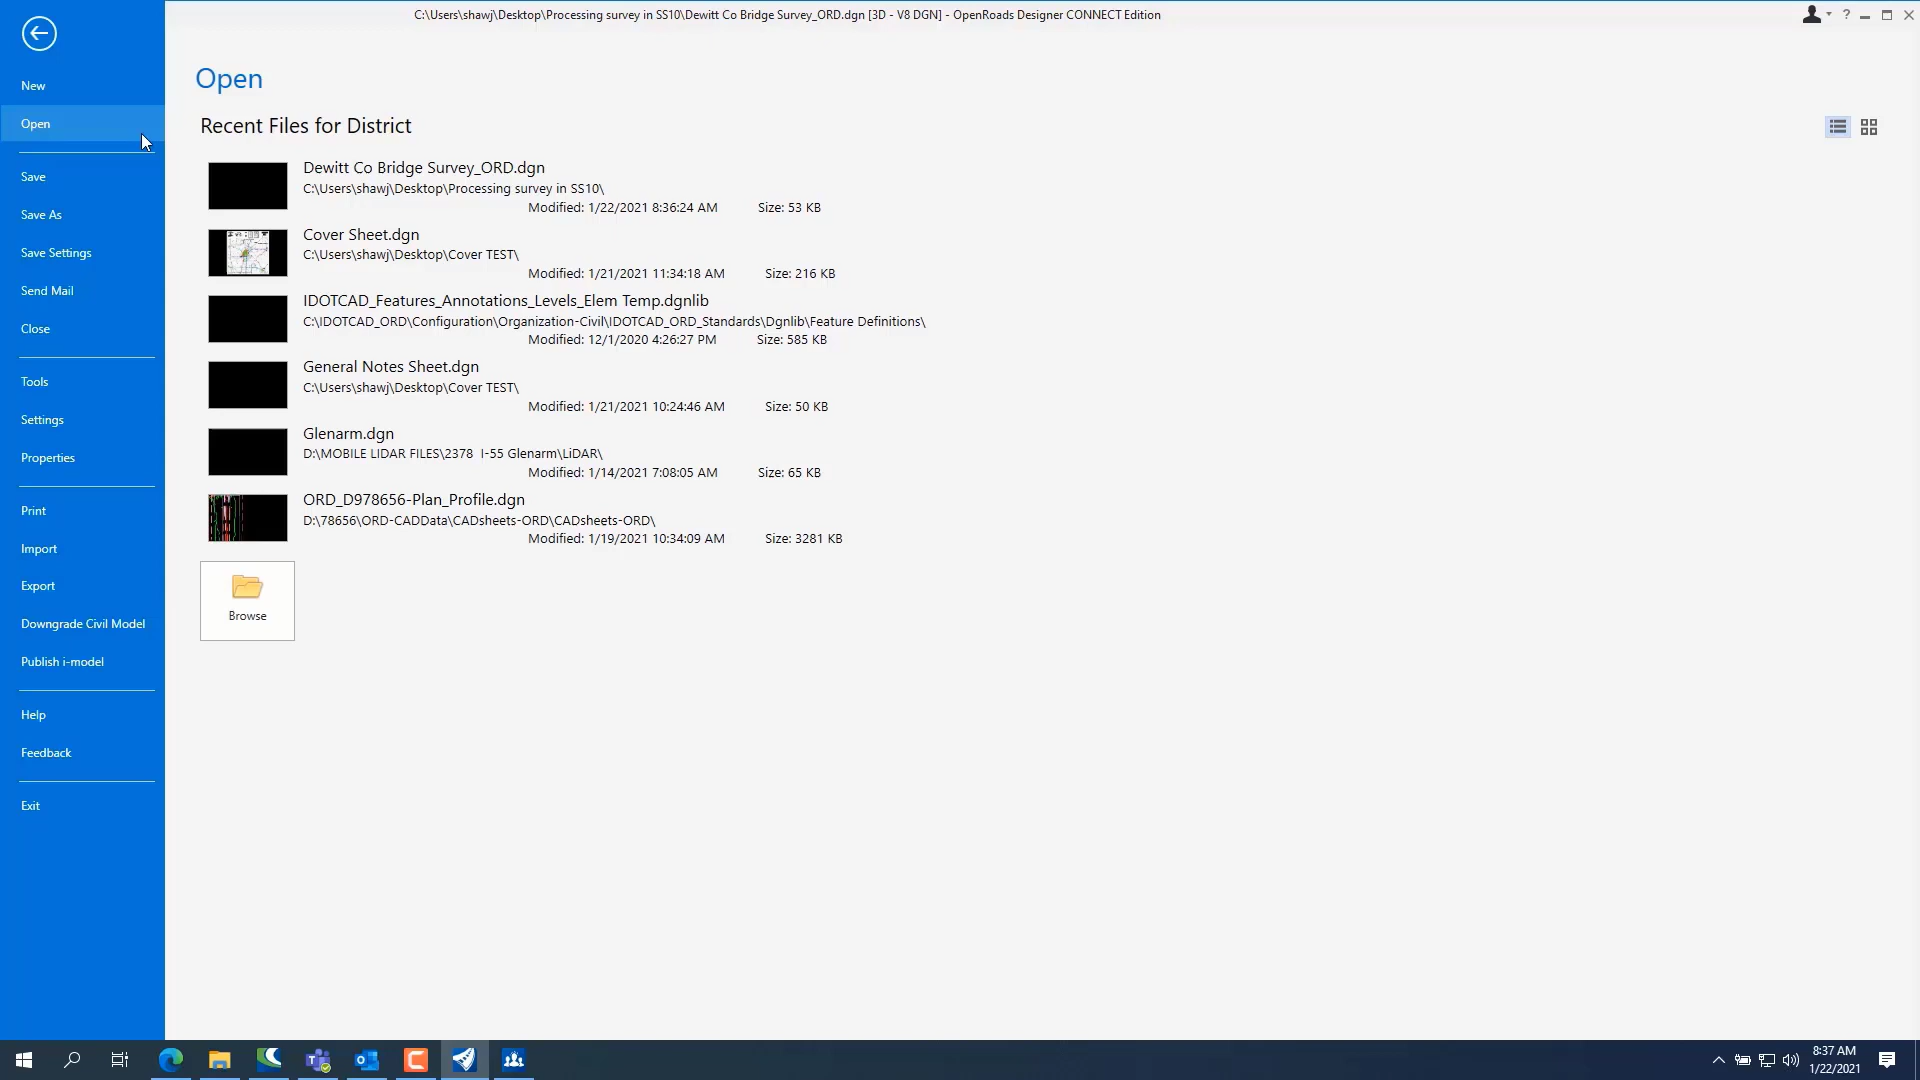 C:\Users\shawj\Desktop\Processing survey in SS10\Dewitt Co Bridge Survey_ORD.dgn [3D - V8 DGN] - OpenRoads Designer CONNECT Edition
?
New
Open
Save
Save As
Save Settings
Send Mail
Close
Tools
Settings
Properties
Print
Import
Export
Downgrade Civil Model
Publish i-model
Help
Feedback
Exit
Open
Recent Files for District
Dewitt Co Bridge Survey_ORD.dgn
C:\Users\shawj\Desktop\Processing survey in SS10\
Modified: 1/22/2021 8:36:24 AM Size: 53 KB
Cover Sheet.dgn
C:\Users\shawj\Desktop\Cover TEST\
Modified: 1/21/2021 11:34:18 AM Size: 216 KB
IDOTCAD_Features_Annotations_Levels_Elem Temp.dgnlib
C:\IDOTCAD_ORD\Configuration\Organization-Civil\IDOTCAD_ORD_Standards\Dgnlib\Feature Definitions\
Modified: 12/1/2020 4:26:27 PM Size: 585 KB
General Notes Sheet.dgn
C:\Users\shawj\Desktop\Cover TEST\
Modified: 1/21/2021 10:24:46 AM Size: 50 KB
Glenarm.dgn
D:\MOBILE LIDAR FILES\2378  I-55 Glenarm\LiDAR\
Modified: 1/14/2021 7:08:05 AM Size: 65 KB
ORD_D978656-Plan_Profile.dgn
D:\78656\ORD-CADData\CADsheets-ORD\CADsheets-ORD\
Modified: 1/19/2021 10:34:09 AM Size: 3281 KB
Browse
8:37 AM
1/22/2021